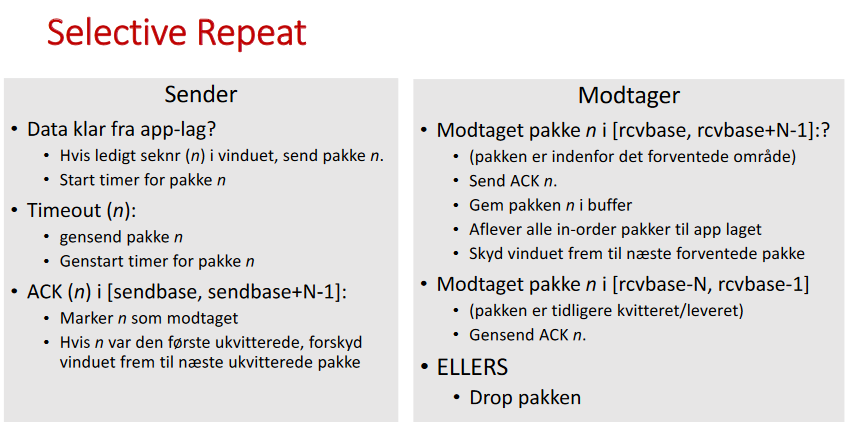 Selective Repeat
Sender
• Data klar fra app-lag?
• Hvis ledigt seknr (n) i vinduet, send pakke n.
• Start timer for pakke n
• Timeout (n):
• gensend pakke n
• Genstart timer for pakke n
• ACK (n) i [sendbase, sendbase+N-1]:
• Marker n som modtaget
• Hvis n var den første ukvitterede, forskyd
vinduet frem til næste ukvitterede pakke
Modtager
• Modtaget pakke n i [rcvbase, rcvbase+N-1]:?
• (pakken er indenfor det forventede område)
• Send ACK n.
• Gem pakken n i buffer
• Aflever alle in-order pakker til app laget
• Skyd vinduet frem til næste forventede pakke
• Modtaget pakke n i [rcvbase-N, rcvbase-1]
• (pakken er tidligere kvitteret/leveret)
• Gensend ACK n.
• ELLERS
• Drop pakken